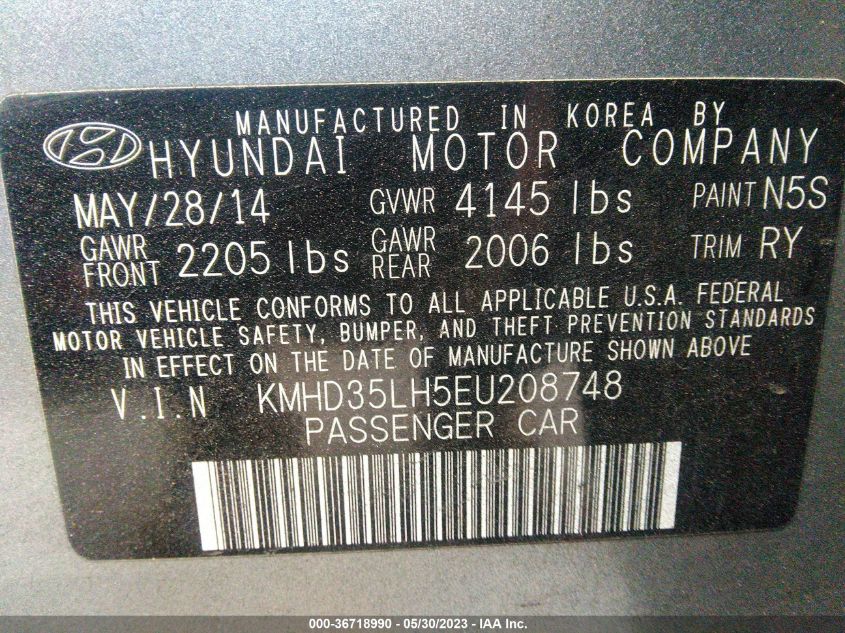 MANUFACTURED IN KOREA BY
HYUNDAI MOTOR COMPANY
MAY/28/14 GVWR 4145 lbs PAINT N5S
GAWR FRONT 2205 lbs GAWR REAR 2006 lbs TRIM RY
THIS VEHICLE CONFORMS TO ALL APPLICABLE U.S.A. FEDERAL
MOTOR VEHICLE SAFETY, BUMPER, AND THEFT PREVENTION STANDARDS
IN EFFECT ON THE DATE OF MANUFACTURE SHOWN ABOVE
V.I.N KMHD35LH5EU208748
PASSENGER CAR
000-36718990 — 05/30/2023 — IAA Inc.